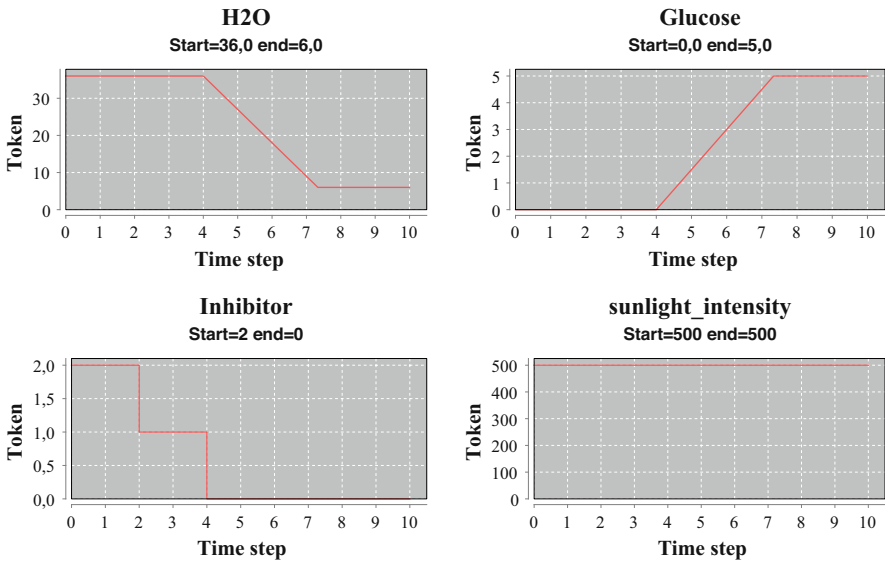 H2O
Start=36,0 end=6,0
Token
30
20
10
0
0 1 2 3 4 5 6 7 8 9 10
Time step
Glucose
Start=0,0 end=5,0
Token
5
4
3
2
1
0
0 1 2 3 4 5 6 7 8 9 10
Time step
Inhibitor
Start=2 end=0
Token
2,0
1,5
1,0
0,5
0,0
0 1 2 3 4 5 6 7 8 9 10
Time step
sunlight_intensity
Start=500 end=500
Token
500
400
300
200
100
0
0 1 2 3 4 5 6 7 8 9 10
Time step